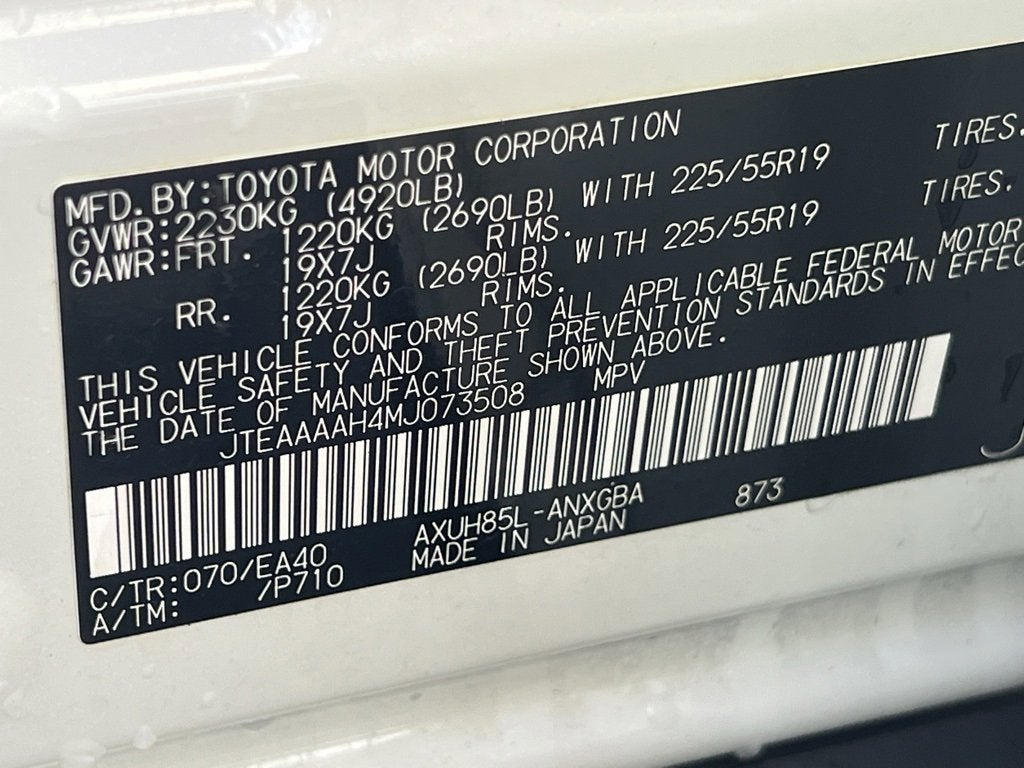 MFD. BY: TOYOTA MOTOR CORPORATION
GVWR: 2230KG (4920LB)
GAWR: FRT. 1220KG (2690LB) WITH 225/55R19 TIRES.
19X7J RIMS.
RR. 1220KG (2690LB) WITH 225/55R19 TIRES.
19X7J RIMS.
THIS VEHICLE CONFORMS TO ALL APPLICABLE FEDERAL MOTOR
VEHICLE SAFETY AND THEFT PREVENTION STANDARDS IN EFFEC
THE DATE OF MANUFACTURE SHOWN ABOVE.
JTEAAAAH4MJ073508 MPV
AXUH85L-ANXGBA 873
MADE IN JAPAN
C/TR: 070/EA40
A/TM: /P710